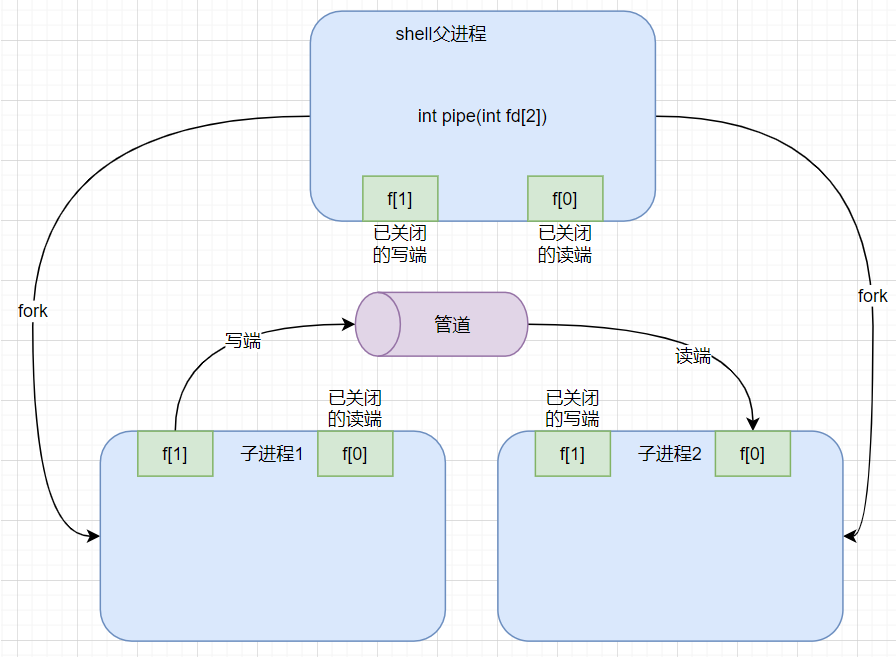 shell父进程
int pipe(int fd[2])
f[1]
f[0]
已关闭
的写端
已关闭
的读端
fork
fork
写端
管道
读端
已关闭
的读端
已关闭
的写端
f[1]
子进程1
f[0]
f[1]
子进程2
f[0]